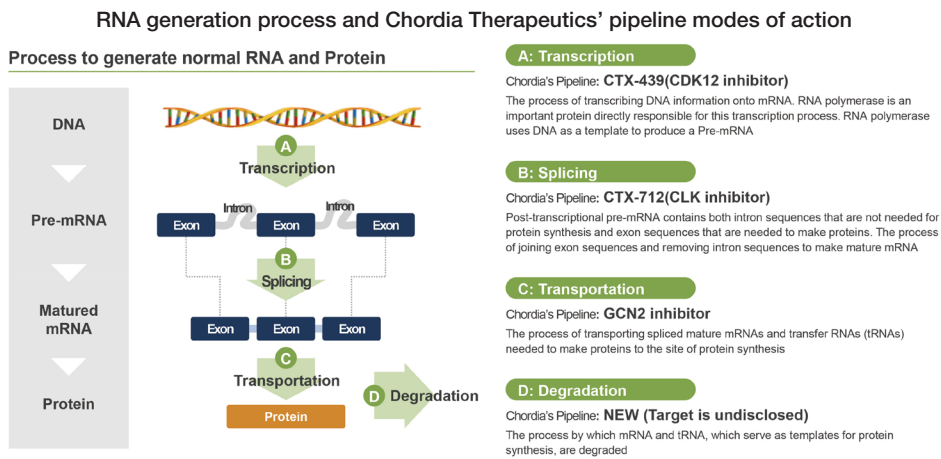 RNA generation process and Chordia Therapeutics’ pipeline modes of action
Process to generate normal RNA and Protein
DNA
Pre-mRNA
Matured
mRNA
Protein
A
Transcription
Intron
Intron
Exon
Exon
Exon
B
Splicing
Exon
Exon
Exon
C
Transportation
Protein
D
Degradation
A: Transcription
Chordia's Pipeline: CTX-439(CDK12 inhibitor)
The process of transcribing DNA information onto mRNA. RNA polymerase is an
important protein directly responsible for this transcription process. RNA polymerase
uses DNA as a template to produce a Pre-mRNA
B: Splicing
Chordia's Pipeline: CTX-712(CLK inhibitor)
Post-transcriptional pre-mRNA contains both intron sequences that are not needed for
protein synthesis and exon sequences that are needed to make proteins. The process
of joining exon sequences and removing intron sequences to make mature mRNA
C: Transportation
Chordia's Pipeline: GCN2 inhibitor
The process of transporting spliced mature mRNAs and transfer RNAs (tRNAs)
needed to make proteins to the site of protein synthesis
D: Degradation
Chordia's Pipeline: NEW (Target is undisclosed)
The process by which mRNA and tRNA, which serve as templates for protein
synthesis, are degraded